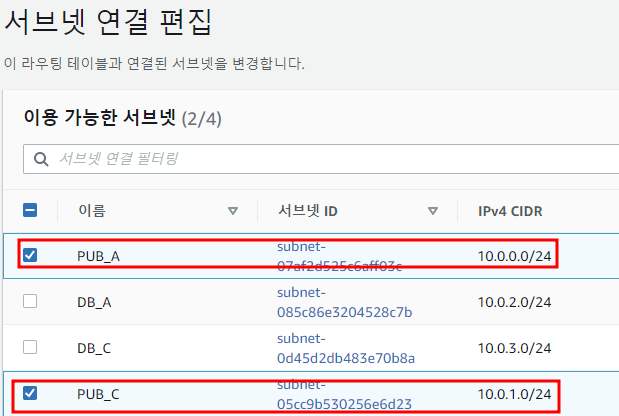 서브넷 연결 편집
이 라우팅 테이블과 연결된 서브넷을 변경합니다.
이용 가능한 서브넷 (2/4)
서브넷 연결 필터링
이름 서브넷 ID IPv4 CIDR
PUB_A subnet-07af2d525c6aff03c 10.0.0.0/24
DB_A subnet-085c86e3204528c7b 10.0.2.0/24
DB_C subnet-0d45d2db483e70b8a 10.0.3.0/24
PUB_C subnet-05cc9b530256e6d23 10.0.1.0/24